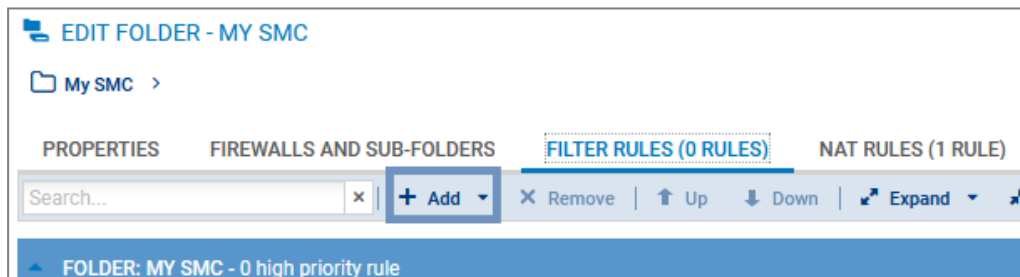 EDIT FOLDER - MY SMC
My SMC >
PROPERTIES FIREWALLS AND SUB-FOLDERS FILTER RULES (0 RULES) NAT RULES (1 RULE)
Search... × | + Add × Remove | Up Down | Expand
FOLDER: MY SMC - 0 high priority rule